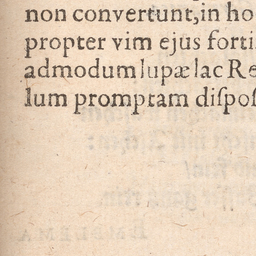 non convertunt,in ho
propter vim ejus forti
admodum lupæ lac Re
lum promptam diſpoſ